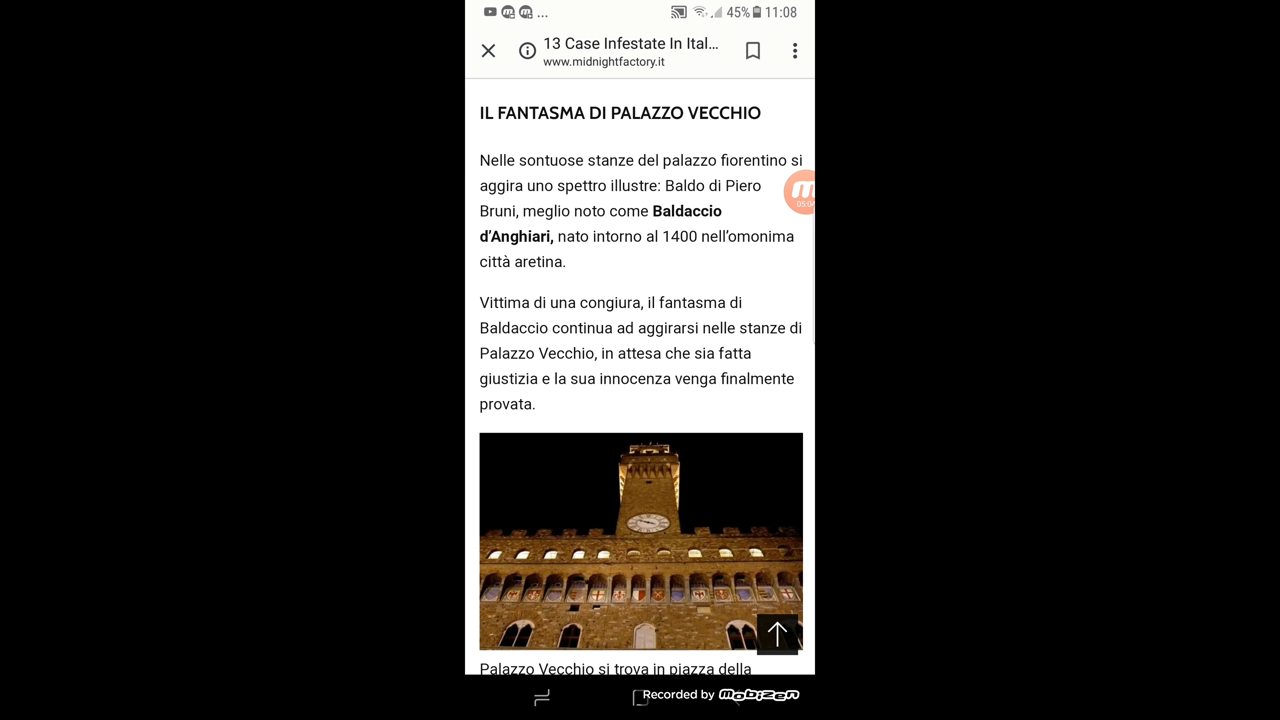 ... 45% 11:08
13 Case Infestate In Ital...
www.midnightfactory.it
IL FANTASMA DI PALAZZO VECCHIO
Nelle sontuose stanze del palazzo fiorentino si
aggira uno spettro illustre: Baldo di Piero
Bruni, meglio noto come Baldaccio
d'Anghiari, nato intorno al 1400 nell'omonima
città aretina.
Vittima di una congiura, il fantasma di
Baldaccio continua ad aggirarsi nelle stanze di
Palazzo Vecchio, in attesa che sia fatta
giustizia e la sua innocenza venga finalmente
provata.
Palazzo Vecchio si trova in piazza della
Recorded by mobizen